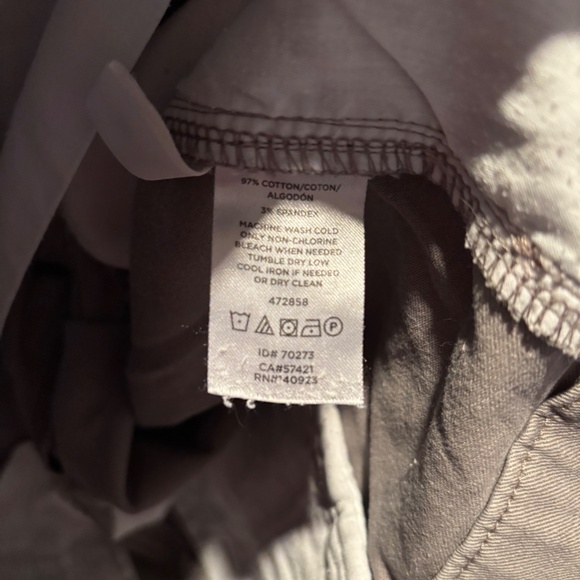 97% COTTON/COTON/
ALGODÓN
3% SPANDEX
MACHINE WASH COLD
ONLY NON-CHLORINE
BLEACH WHEN NEEDED
TUMBLE DRY LOW
COOL IRON IF NEEDED
OR DRY CLEAN
472858
P
ID# 70273
CA#57421
RN#140923